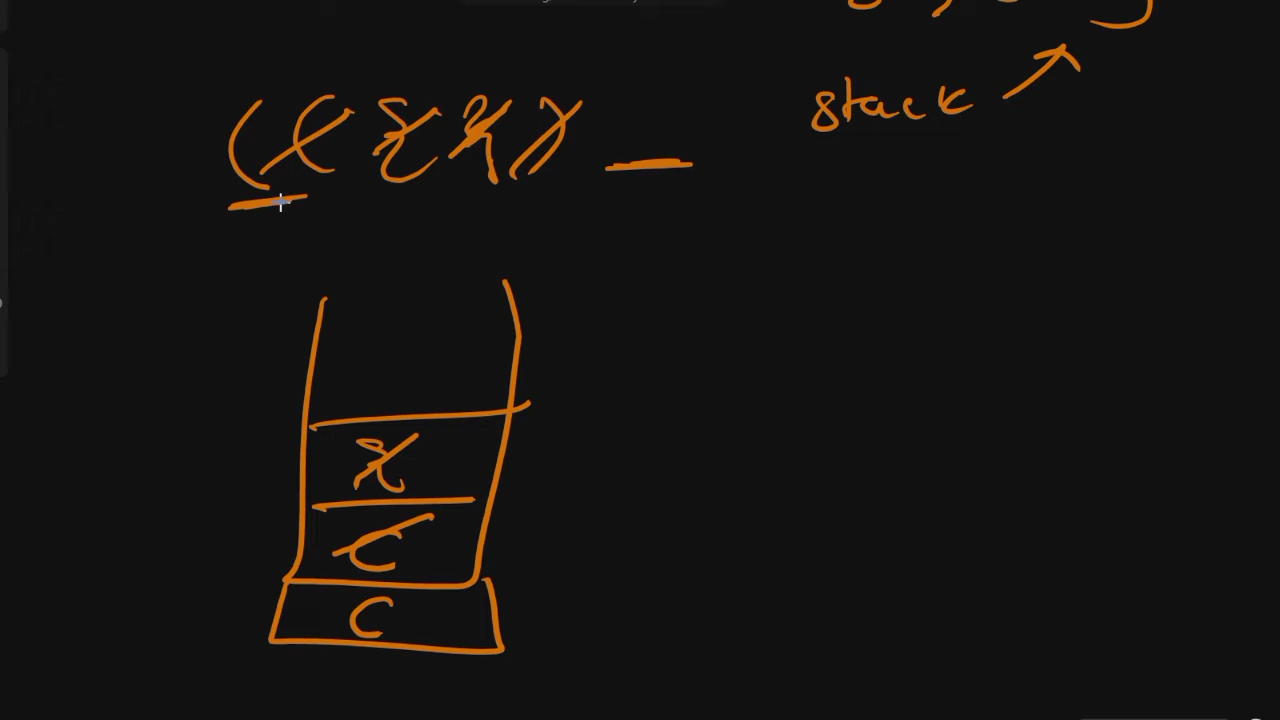 ( ( { } )
stack
{
(
(